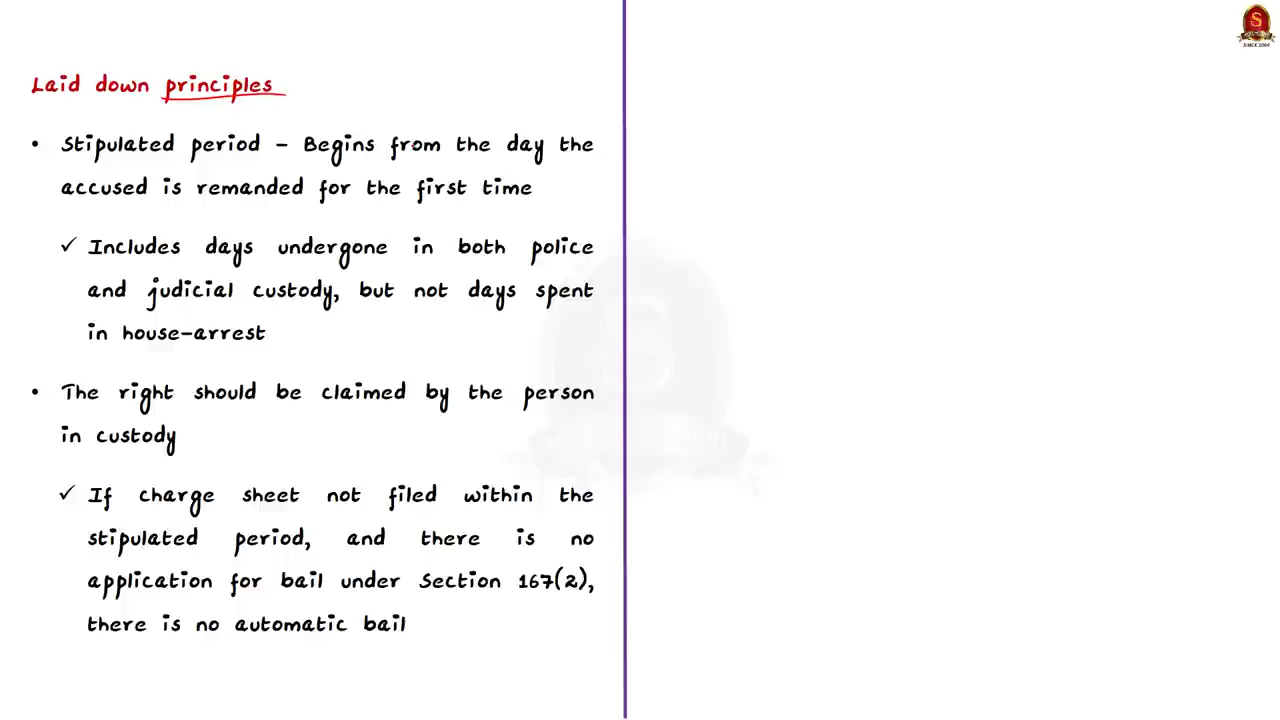 Laid down principles
• Stipulated period – Begins from the day the
accused is remanded for the first time
✓ Includes days undergone in both police
and judicial custody, but not days spent
in house-arrest
• The right should be claimed by the person
in custody
✓ If charge sheet not filed within the
stipulated period, and there is no
application for bail under Section 167(2),
there is no automatic bail
S
SINCE 2004